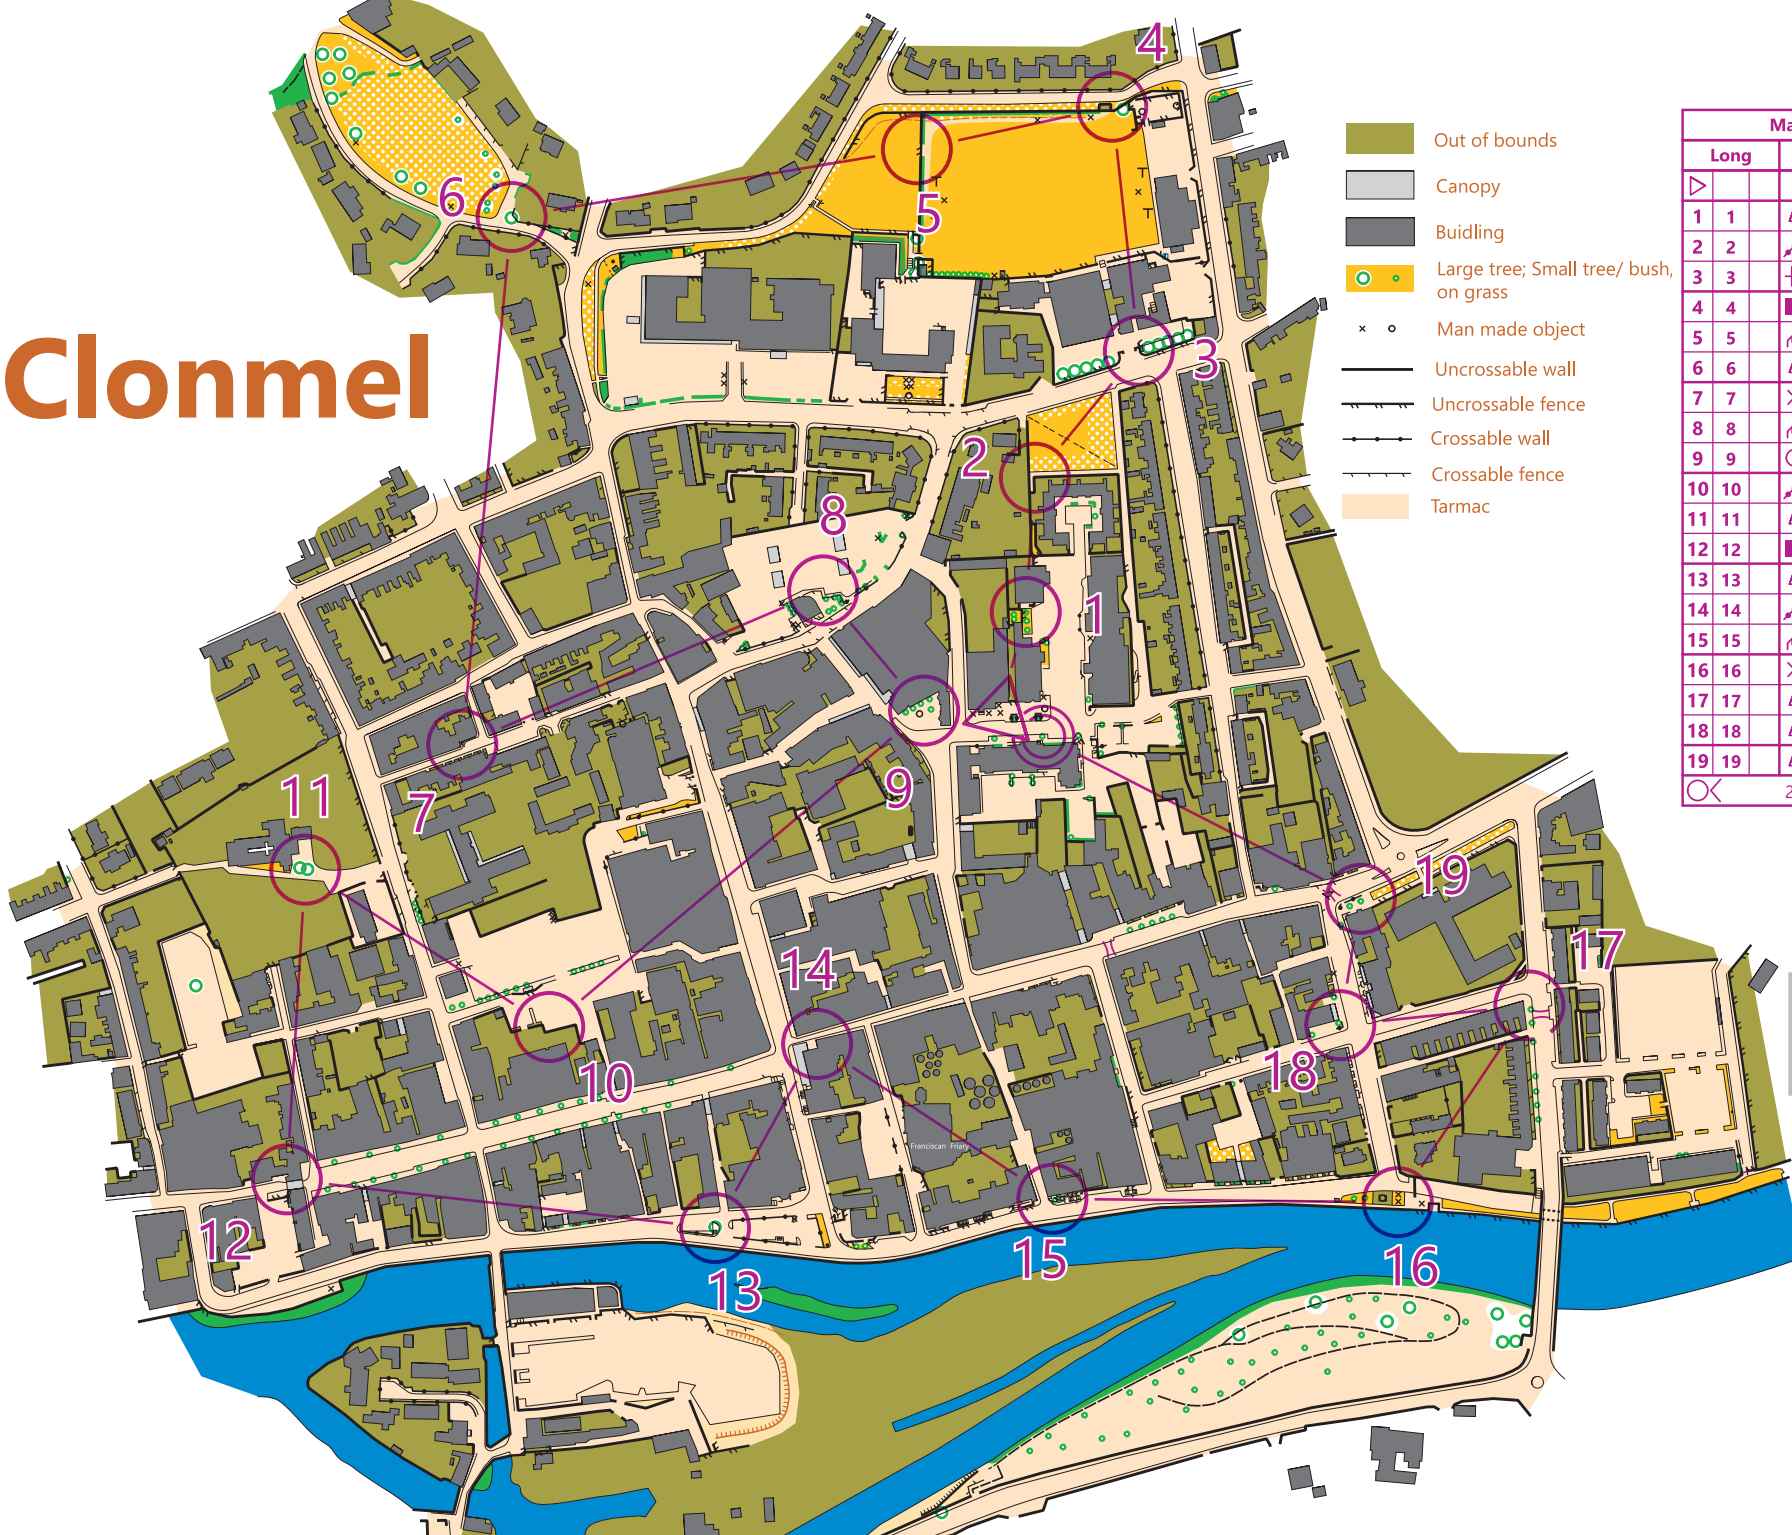 Clonmel
4
6
5
3
2
8
1
9
7
11
19
14
17
10
18
12
13
15
16
Franciscan Friary
Out of bounds
Canopy
Buidling
Large tree; Small tree/ bush,
on grass
Man made object
Uncrossable wall
Uncrossable fence
Crossable wall
Crossable fence
Tarmac
Long
1 1
2 2
3 3
4 4
5 5
6 6
7 7
8 8
9 9
10 10
11 11
12 12
13 13
14 14
15 15
16 16
17 17
18 18
19 19